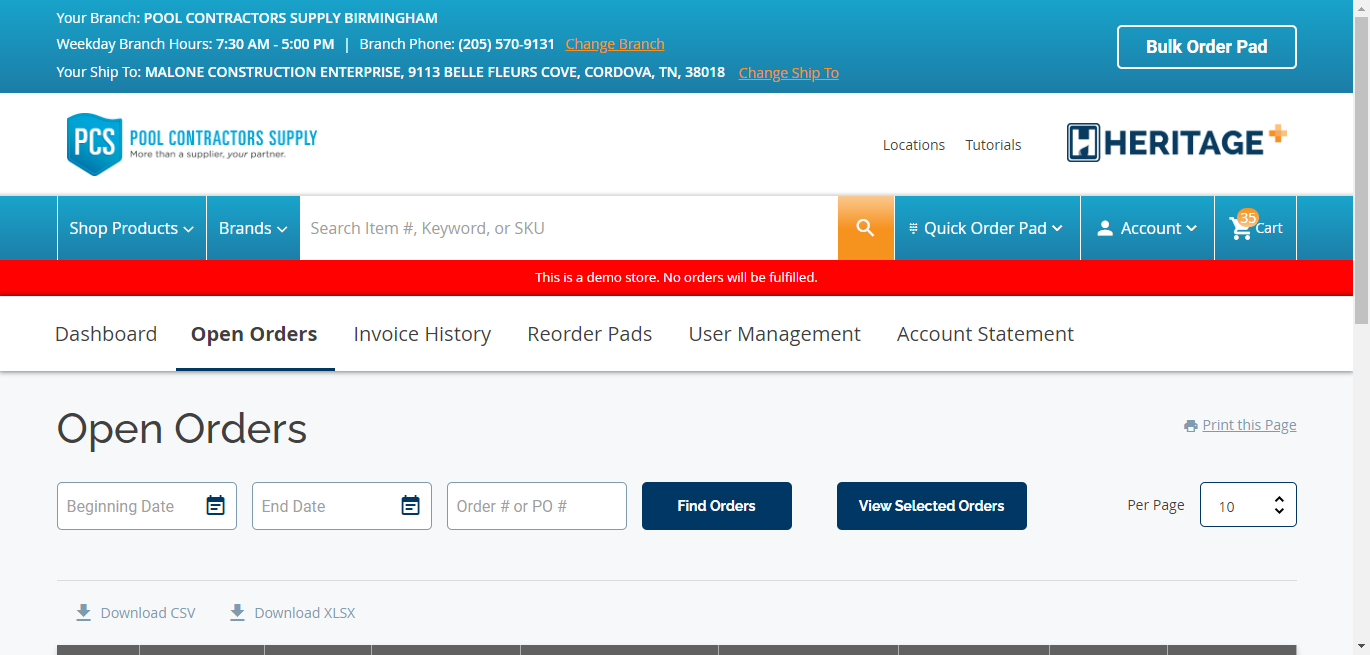 Your Branch: POOL CONTRACTORS SUPPLY BIRMINGHAM
Weekday Branch Hours: 7:30 AM - 5:00 PM | Branch Phone: (205) 570-9131 Change Branch
Your Ship To: MALONE CONSTRUCTION ENTERPRISE, 9113 BELLE FLEURS COVE, CORDOVA, TN, 38018 Change Ship To
Bulk Order Pad
PCS POOL CONTRACTORS SUPPLY
More than a supplier, your partner.
Locations Tutorials
H HERITAGE+
Shop Products Brands Search Item #, Keyword, or SKU Quick Order Pad Account 35 Cart
This is a demo store. No orders will be fulfilled.
Dashboard Open Orders Invoice History Reorder Pads User Management Account Statement
Open Orders
Print this Page
Beginning Date End Date Order # or PO # Find Orders View Selected Orders Per Page 10
Download CSV Download XLSX